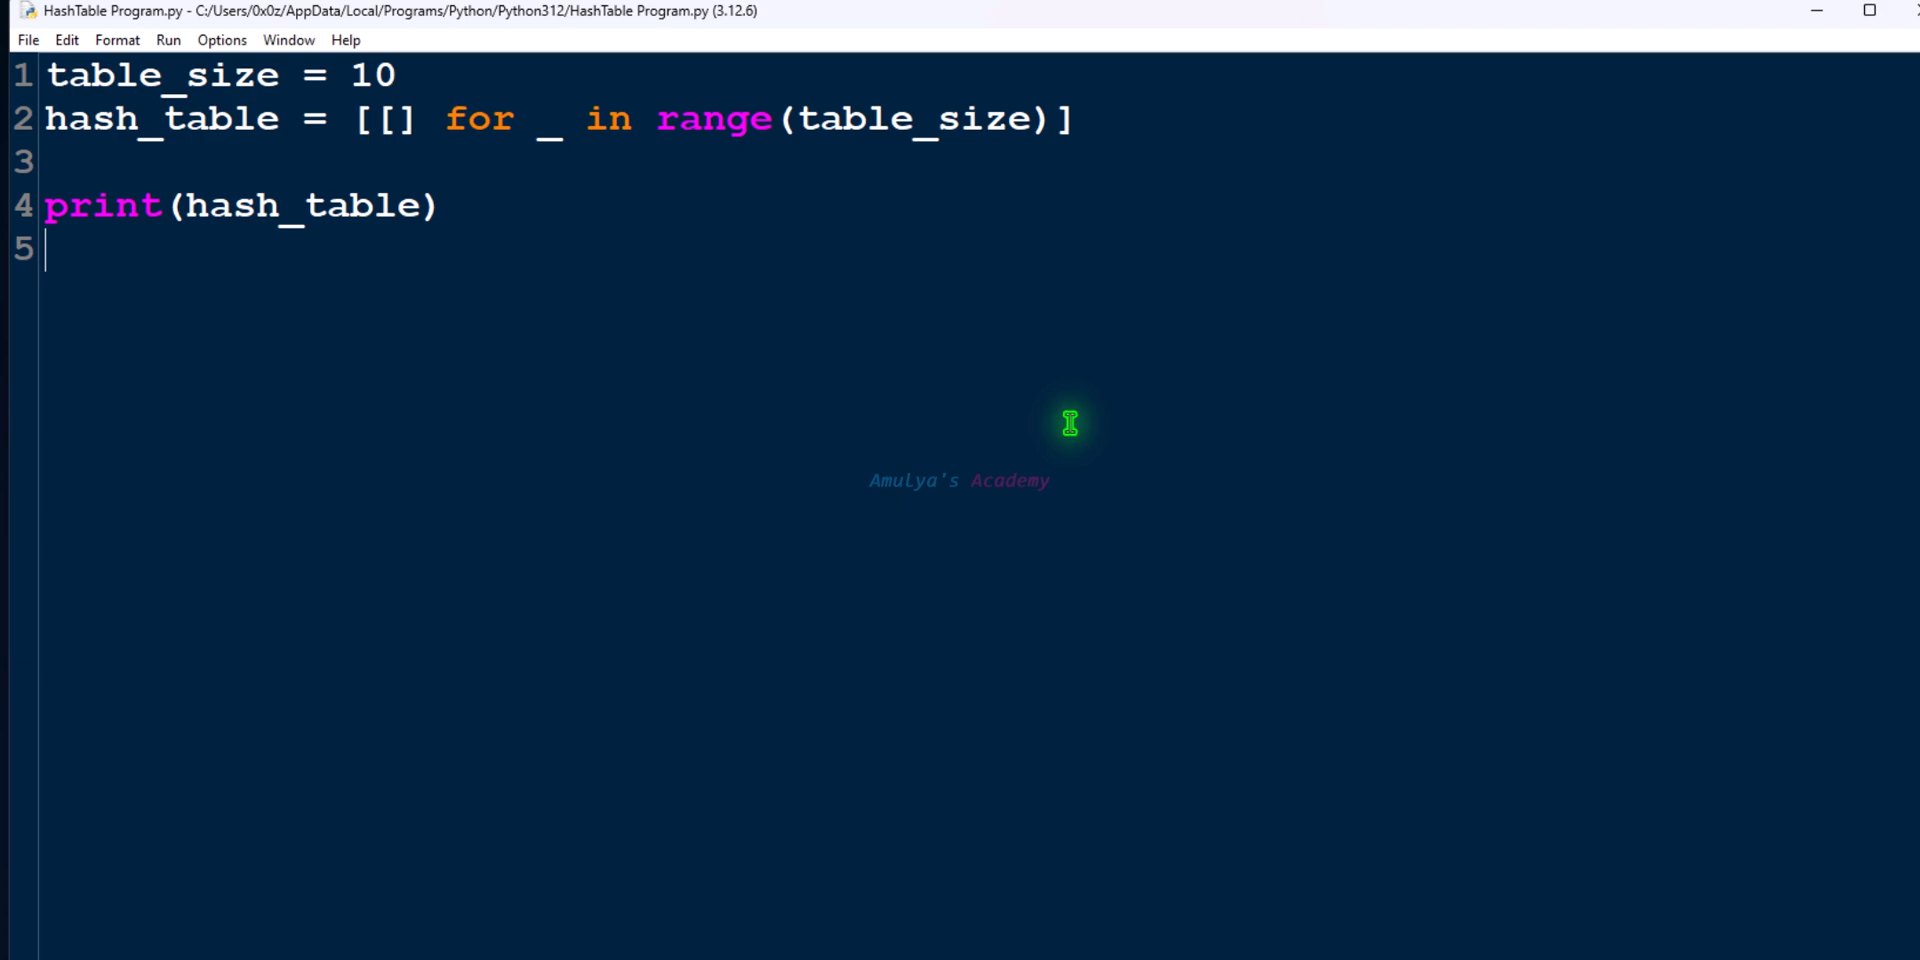 HashTable Program.py - C:/Users/0x0z/AppData/Local/Programs/Python/Python312/HashTable Program.py (3.12.6)
File Edit Format Run Options Window Help
1 table_size = 10
2 hash_table = [[] for _ in range(table_size)]
3
4 print(hash_table)
5
Amulya's Academy